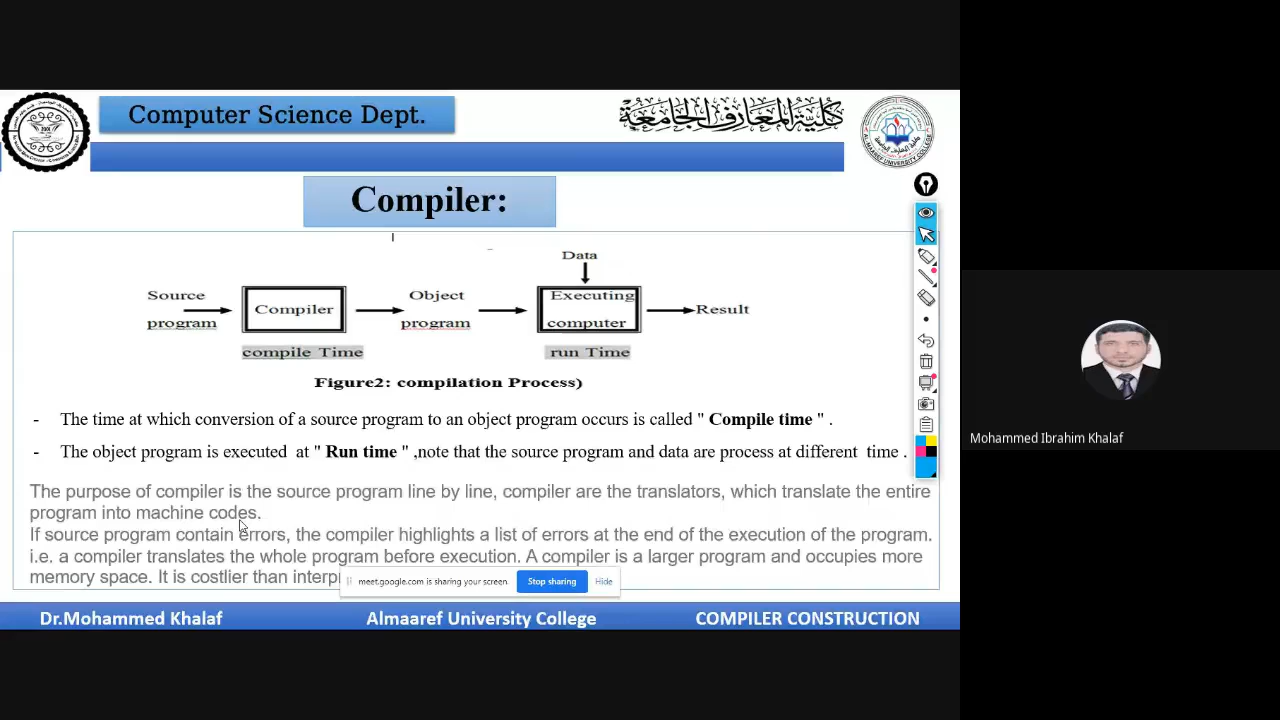 Computer Science Dept.
كلية المعارف الجامعة
Compiler:
Data
Source
program
Compiler
Object
program
Executing
computer
Result
compile Time
run Time
Figure2: compilation Process)
- The time at which conversion of a source program to an object program occurs is called " Compile time " .
- The object program is executed at " Run time " ,note that the source program and data are process at different time .
The purpose of compiler is the source program line by line, compiler are the translators, which translate the entire
program into machine codes.
If source program contain errors, the compiler highlights a list of errors at the end of the execution of the program.
i.e. a compiler translates the whole program before execution. A compiler is a larger program and occupies more
memory space. It is costlier than
meet.google.com is sharing your screen. Stop sharing Hide
Dr.Mohammed Khalaf Almaaref University College COMPILER CONSTRUCTION
Mohammed Ibrahim Khalaf